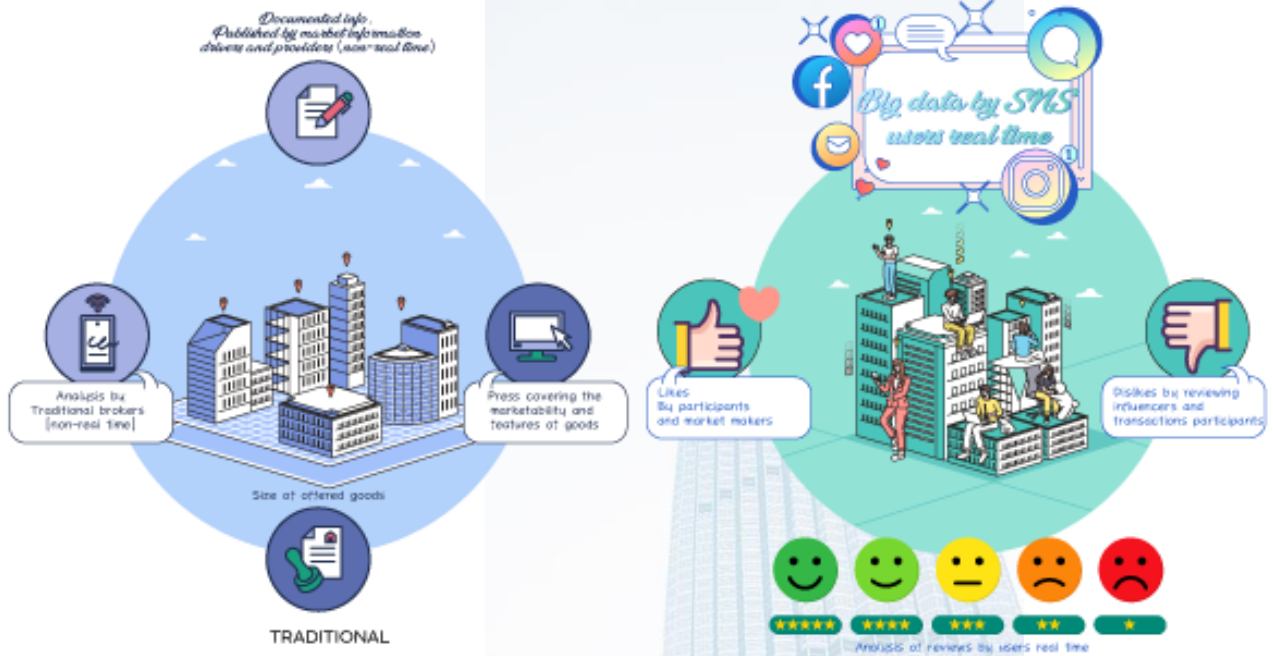 Documented info,
Published by market information
drivers and providers (non-real time)
Analysis by
Traditional brokers
(non-real time)
Press covering the
marketability and
features of goods
Size of offered goods
TRADITIONAL
1
Big data by SNS
users real time
1
Likes
By participants
and market makers
Dislikes by reviewing
influencers and
transactions participants
Analysis of reviews by users real time